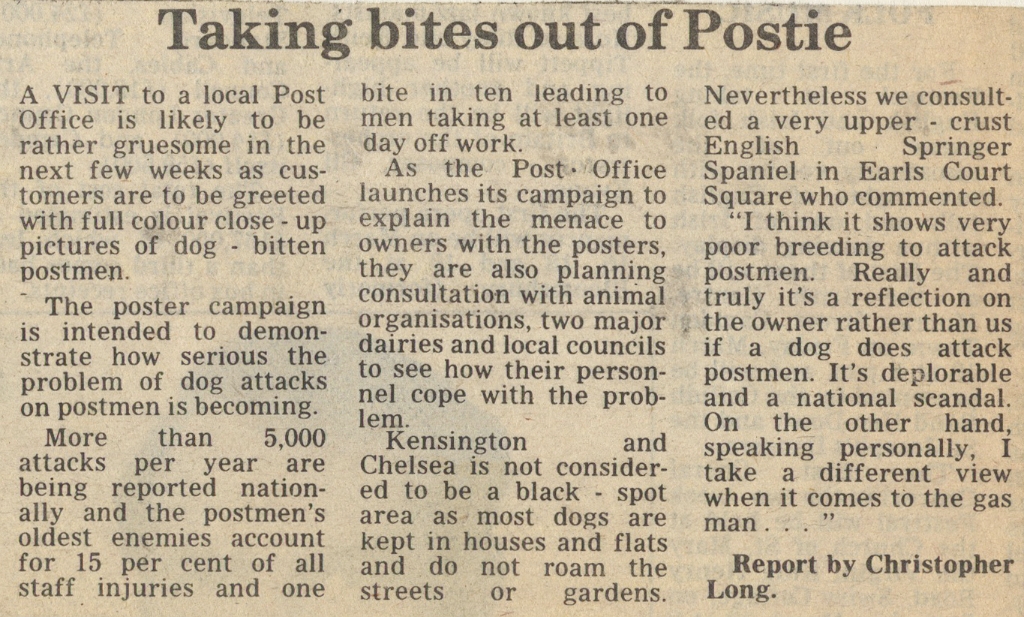 Taking bites out of Postie
A VISIT to a local Post
Office is likely to be
rather gruesome in the
next few weeks as cus-
tomers are to be greeted
with full colour close - up
pictures of dog - bitten
postmen.
The poster campaign
is intended to demon-
strate how serious the
problem of dog attacks
on postmen is becoming.
More than 5,000
attacks per year are
being reported nation-
ally and the postmen's
oldest enemies account
for 15 per cent of all
staff injuries and one
bite in ten leading to
men taking at least one
day off work.
As the Post Office
launches its campaign to
explain the menace to
owners with the posters,
they are also planning
consultation with animal
organisations, two major
dairies and local councils
to see how their person-
nel cope with the prob-
lem.
Kensington and
Chelsea is not consider-
ed to be a black - spot
area as most dogs are
kept in houses and flats
and do not roam the
streets or gardens.
Nevertheless we consult-
ed a very upper - crust
English Springer
Spaniel in Earls Court
Square who commented.
"I think it shows very
poor breeding to attack
postmen. Really and
truly it's a reflection on
the owner rather than us
if a dog does attack
postmen. It's deplorable
and a national scandal.
On the other hand,
speaking personally, I
take a different view
when it comes to the gas
man . . . "
Report by Christopher
Long.